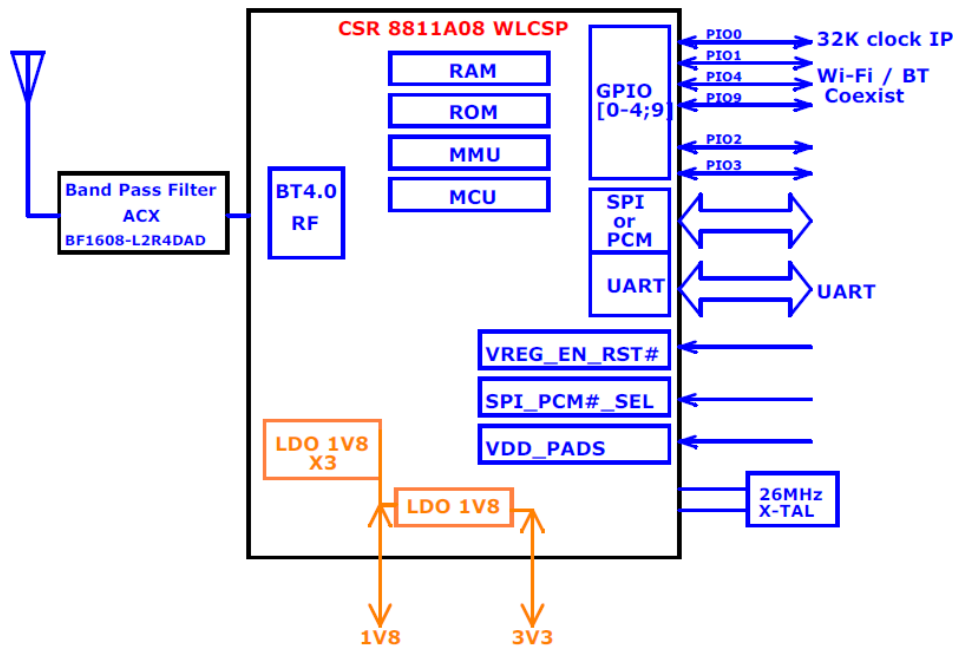 CSR 8811A08 WLCSP
RAM
ROM
MMU
MCU
GPIO
[0-4;9]
PIO0
PIO1
PIO4
PIO9
PIO2
PIO3
32K clock IP
Wi-Fi / BT
Coexist
Band Pass Filter
ACX
BF1608-L2R4DAD
BT4.0
RF
SPI
or
PCM
UART
UART
VREG_EN_RST#
SPI_PCM#_SEL
VDD_PADS
LDO 1V8
X3
LDO 1V8
26MHz
X-TAL
1V8
3V3